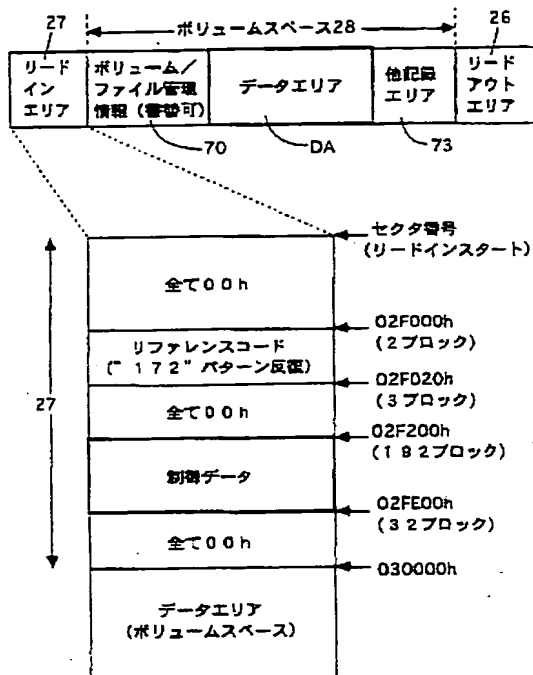 27
ボリュームスペース28
26
リード
イン
エリア
ボリューム／
ファイル管理
情報（書替可）
データエリア
他記録
エリア
リード
アウト
エリア
70
DA
73
セクタ番号
(リードインスタート)
全て００ｈ
02F000h
(２ブロック)
リファレンスコード
(“１７２”パターン反復)
02F020h
(３ブロック)
27
全て００ｈ
02F200h
(１９２ブロック)
制御データ
02FE00h
(３２ブロック)
全て００ｈ
030000h
データエリア
(ボリュームスペース)